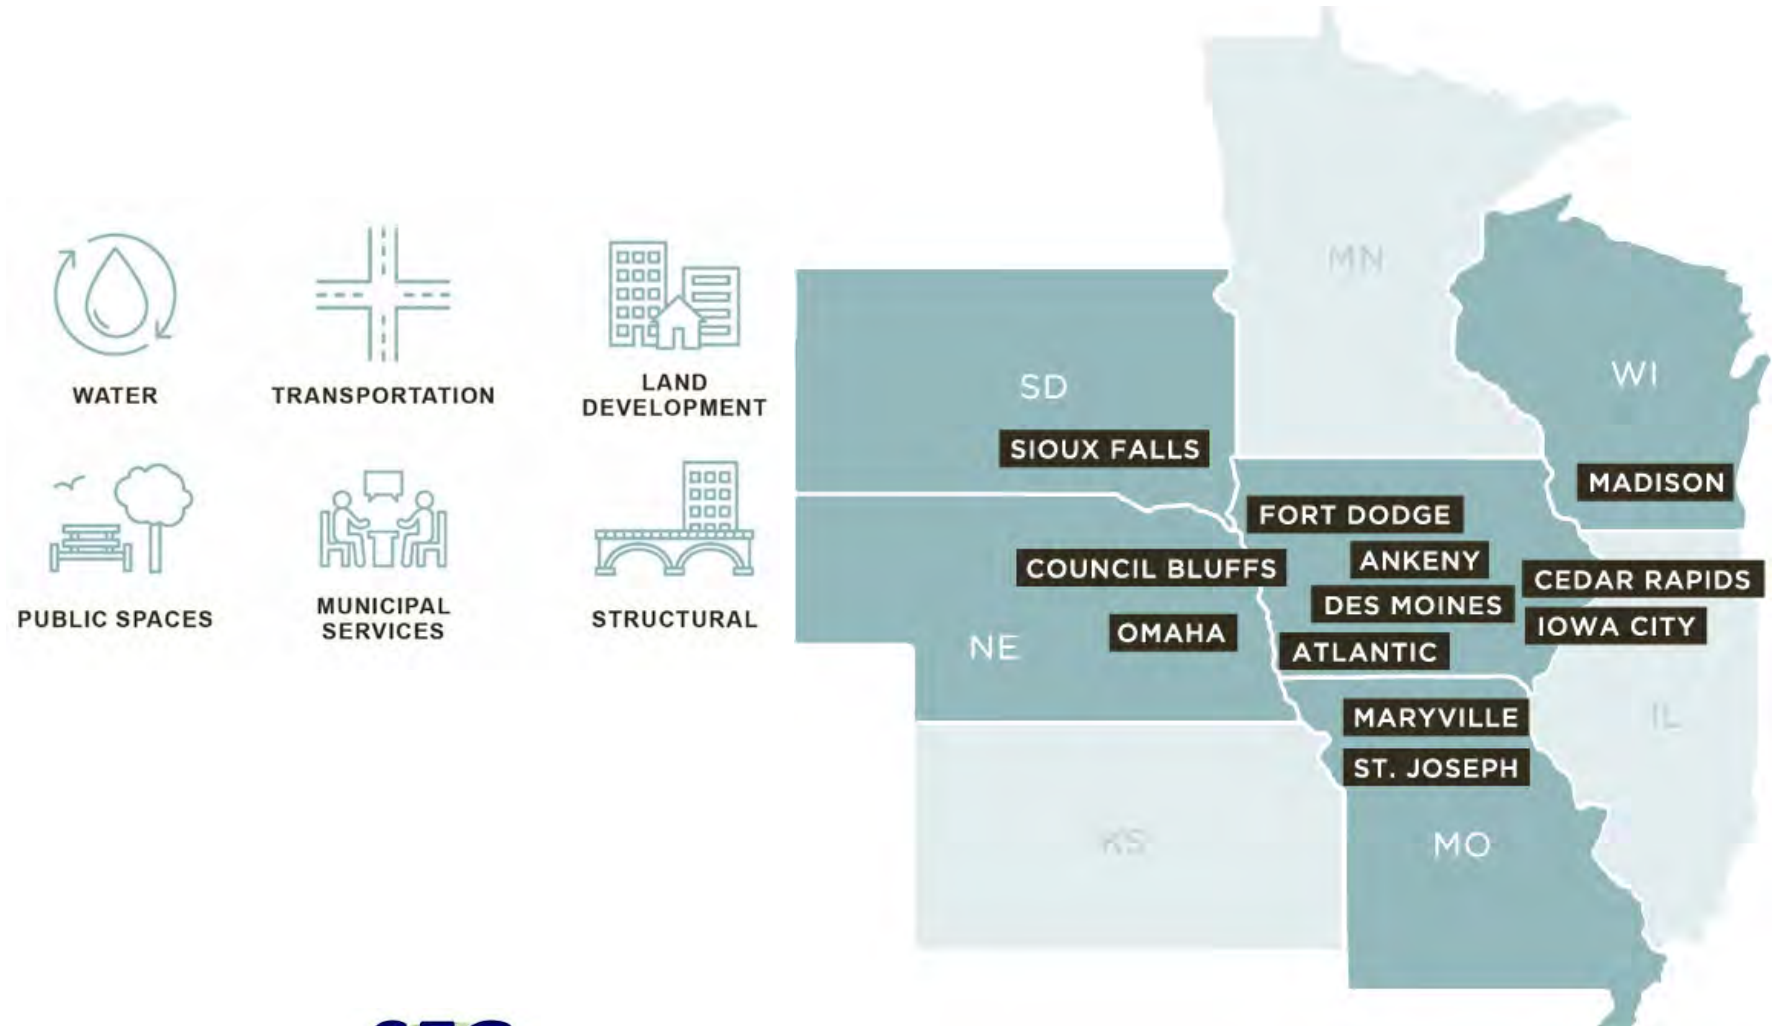 WATER
TRANSPORTATION
LAND
DEVELOPMENT
PUBLIC SPACES
MUNICIPAL
SERVICES
STRUCTURAL
MN
WI
SD
SIOUX FALLS
MADISON
FORT DODGE
COUNCIL BLUFFS
ANKENY
CEDAR RAPIDS
DES MOINES
IOWA CITY
OMAHA
NE
ATLANTIC
MARYVILLE
IL
ST. JOSEPH
KS
MO